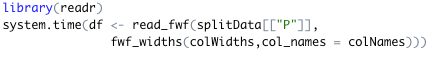 library(readr)
system.time(df <- read_fwf(splitData[["P"]],
fwf_widths(colWidths,col_names = colNames)))